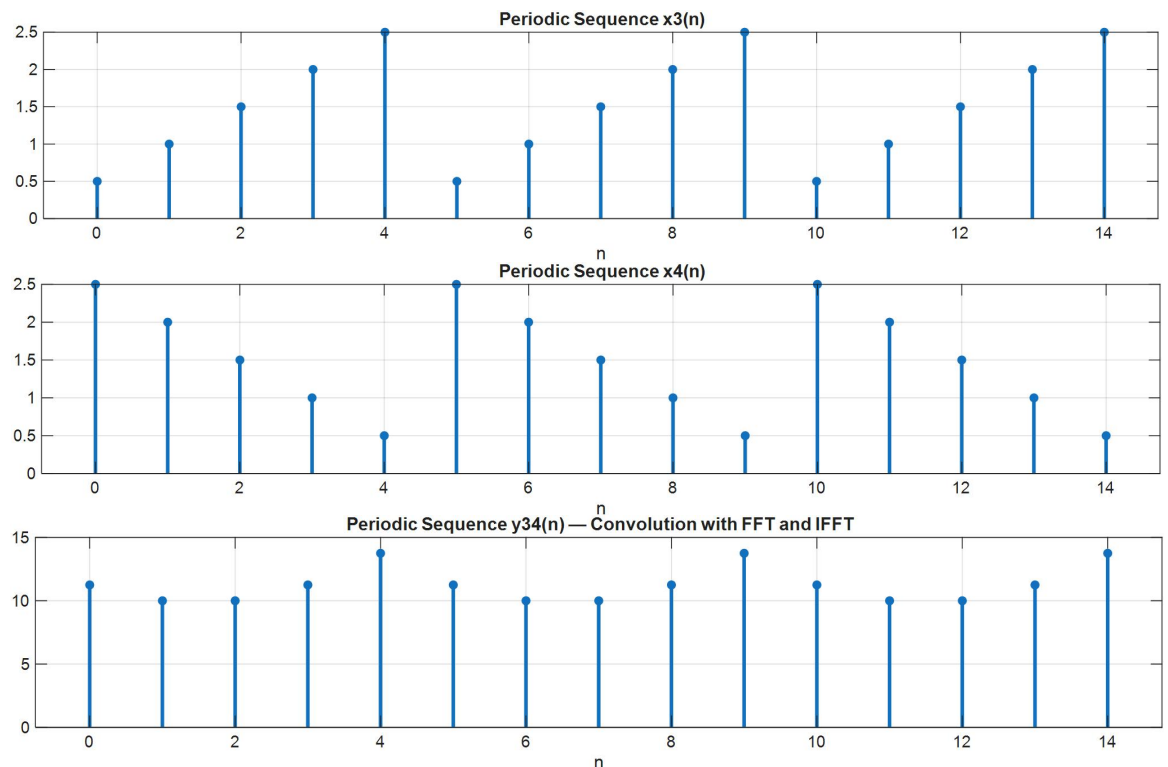 Periodic Sequence x3(n)
2.5
2
1.5
1
0.5
0
0 2 4 6 8 10 12 14
n
Periodic Sequence x4(n)
2.5
2
1.5
1
0.5
0
0 2 4 6 8 10 12 14
n
Periodic Sequence y34(n) — Convolution with FFT and IFFT
15
10
5
0
0 2 4 6 8 10 12 14
n